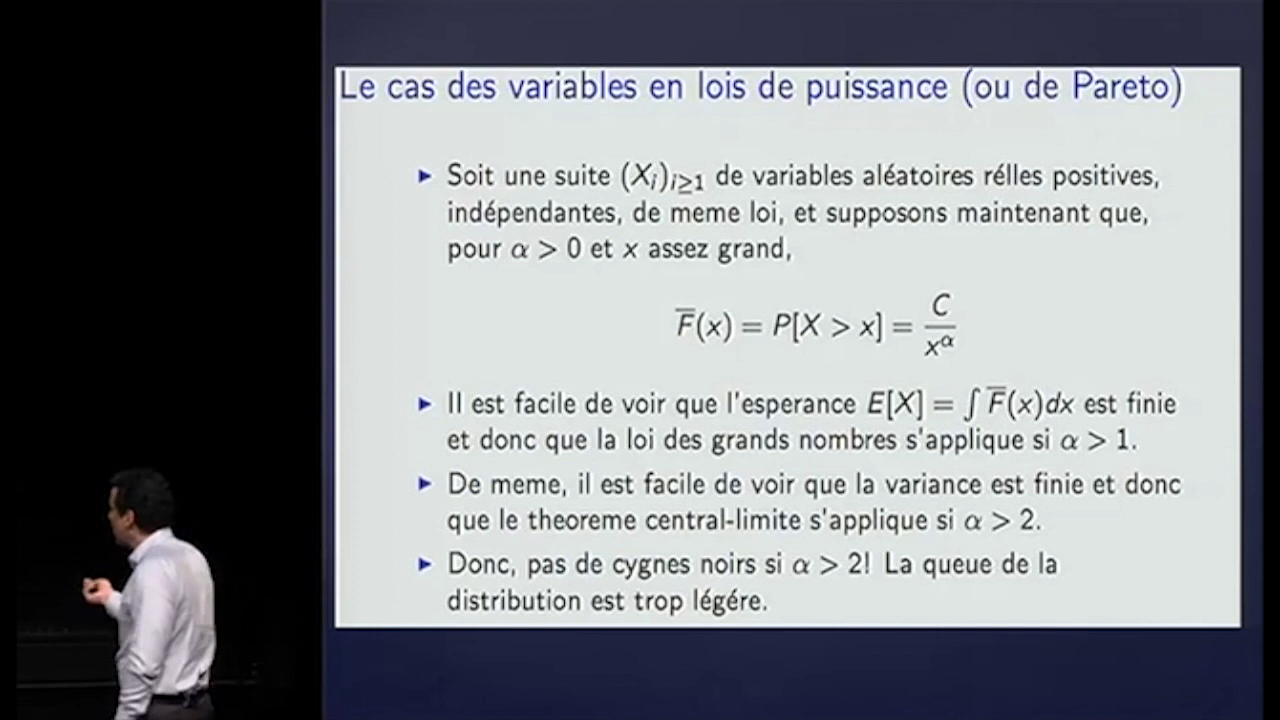 Le cas des variables en lois de puissance (ou de Pareto)
▶ Soit une suite (Xᵢ)ᵢ≥₁ de variables aléatoires rélles positives,
indépendantes, de meme loi, et supposons maintenant que,
pour α > 0 et x assez grand,
F̅(x) = P[X > x] = C / x^α
▶ Il est facile de voir que l'esperance E[X] = ∫ F̅(x)dx est finie
et donc que la loi des grands nombres s'applique si α > 1.
▶ De meme, il est facile de voir que la variance est finie et donc
que le theoreme central-limite s'applique si α > 2.
▶ Donc, pas de cygnes noirs si α > 2! La queue de la
distribution est trop légére.